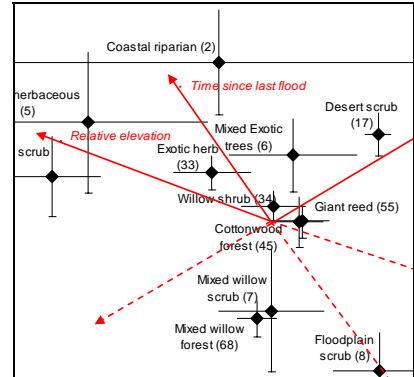 Coastal riparian (2)
Time since last flood
herbaceous
(5)
Desert scrub
(17)
Relative elevation
Mixed Exotic
trees (6)
scrub
Exotic herb
(33)
Willow shrub (34)
Giant reed (55)
Cottonwood
forest (45)
Mixed willow
scrub (7)
Mixed willow
forest (68)
Floodplain
scrub (8)